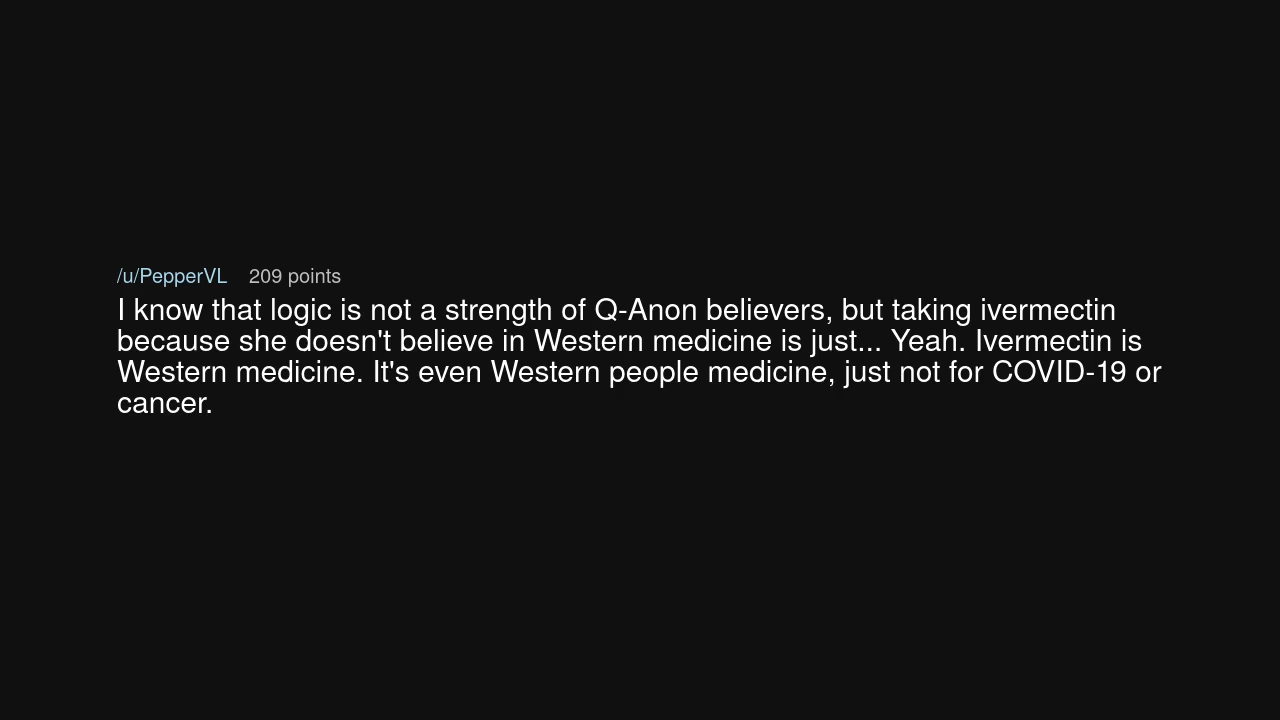 /u/PepperVL 209 points
I know that logic is not a strength of Q-Anon believers, but taking ivermectin
because she doesn't believe in Western medicine is just... Yeah. Ivermectin is
Western medicine. It's even Western people medicine, just not for COVID-19 or
cancer.